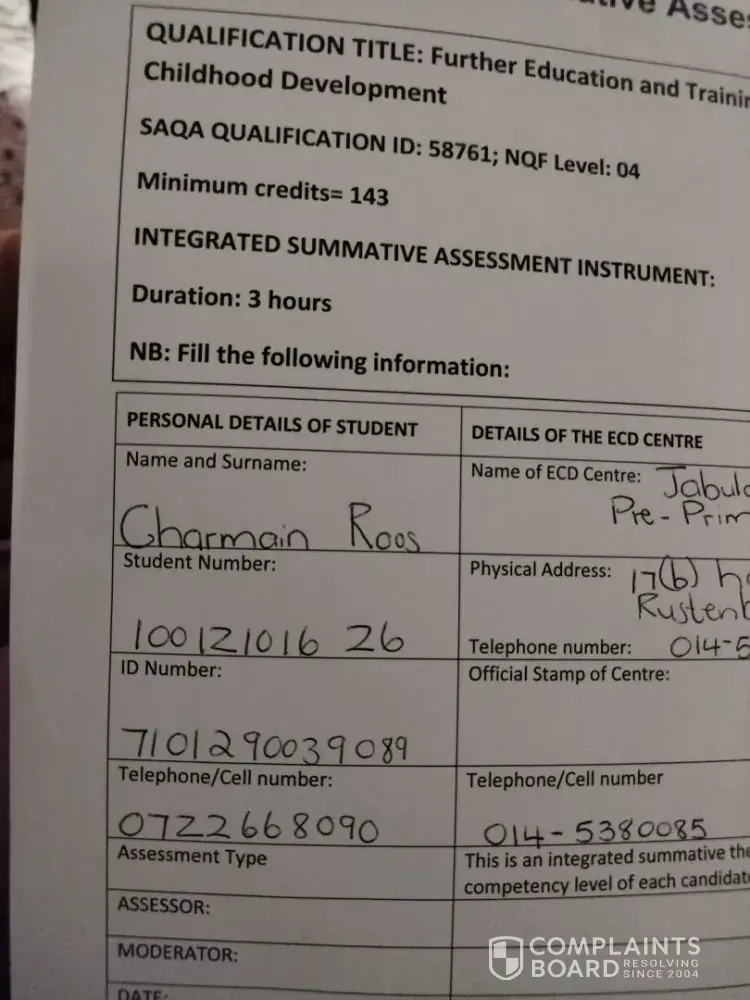 QUALIFICATION TITLE: Further Education and
Childhood Development
SAQA QUALIFICATION ID: 58761; NQF Level: 04
Minimum credits= 143
INTEGRATED SUMMATIVE ASSESSMENT INSTRUMENT:
Duration: 3 hours
NB: Fill the following information:
PERSONAL DETAILS OF STUDENT
DETAILS OF THE ECD CENTRE
Name and Surname:
Charmain Roos
Name of ECD Centre:
Pre-Prim
Student Number:
100121016 26
Physical Address: 17(b)
Rustenb
Telephone number: 014-5
ID Number:
7101290039089
Official Stamp of Centre:
Telephone/Cell number:
0722668090
Telephone/Cell number
014-5380085
Assessment Type
This is an integrated summative the
competency level of each candidat
ASSESSOR:
MODERATOR:
DATE:
COMPLAINTS
BOARD RESOLVING
SINCE 2004